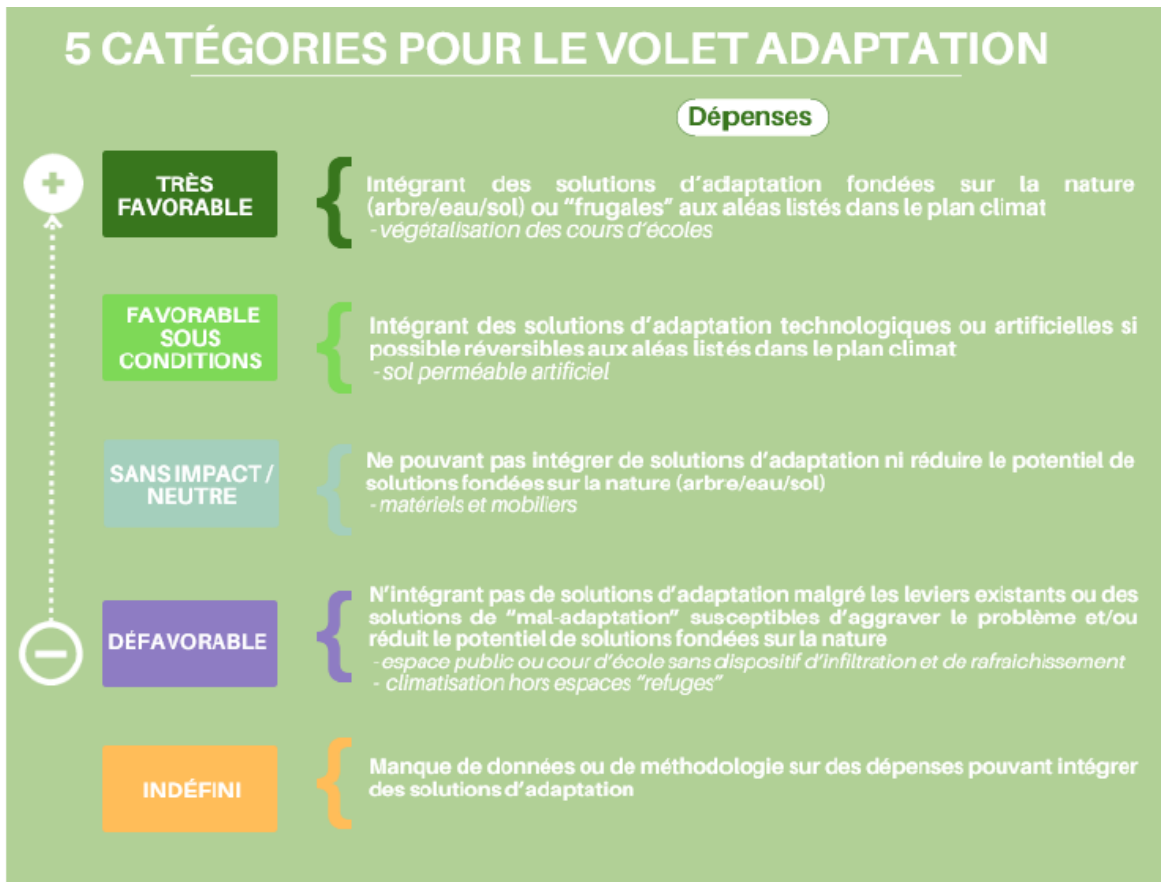 5 CATÉGORIES POUR LE VOLET ADAPTATION
Dépenses
+
TRÈS
FAVORABLE
Intégrant des solutions d'adaptation fondées sur la nature
(arbre/eau/sol) ou "frugales" aux aléas listés dans le plan climat
- végétalisation des cours d'écoles
FAVORABLE
SOUS
CONDITIONS
Intégrant des solutions d'adaptation technologiques ou artificielles si
possible réversibles aux aléas listés dans le plan climat
- sol perméable artificiel
SANS IMPACT /
NEUTRE
Ne pouvant pas intégrer de solutions d'adaptation ni réduire le potentiel de
solutions fondées sur la nature (arbre/eau/sol)
- matériels et mobiliers
−
DÉFAVORABLE
N'intégrant pas de solutions d'adaptation malgré les leviers existants ou des
solutions de "mal-adaptation" susceptibles d'aggraver le problème et/ou
réduit le potentiel de solutions fondées sur la nature
- espace public ou cour d'école sans dispositif d'infiltration et de rafraichissement
- climatisation hors espaces "refuges"
INDÉFINI
Manque de données ou de méthodologie sur des dépenses pouvant intégrer
des solutions d'adaptation